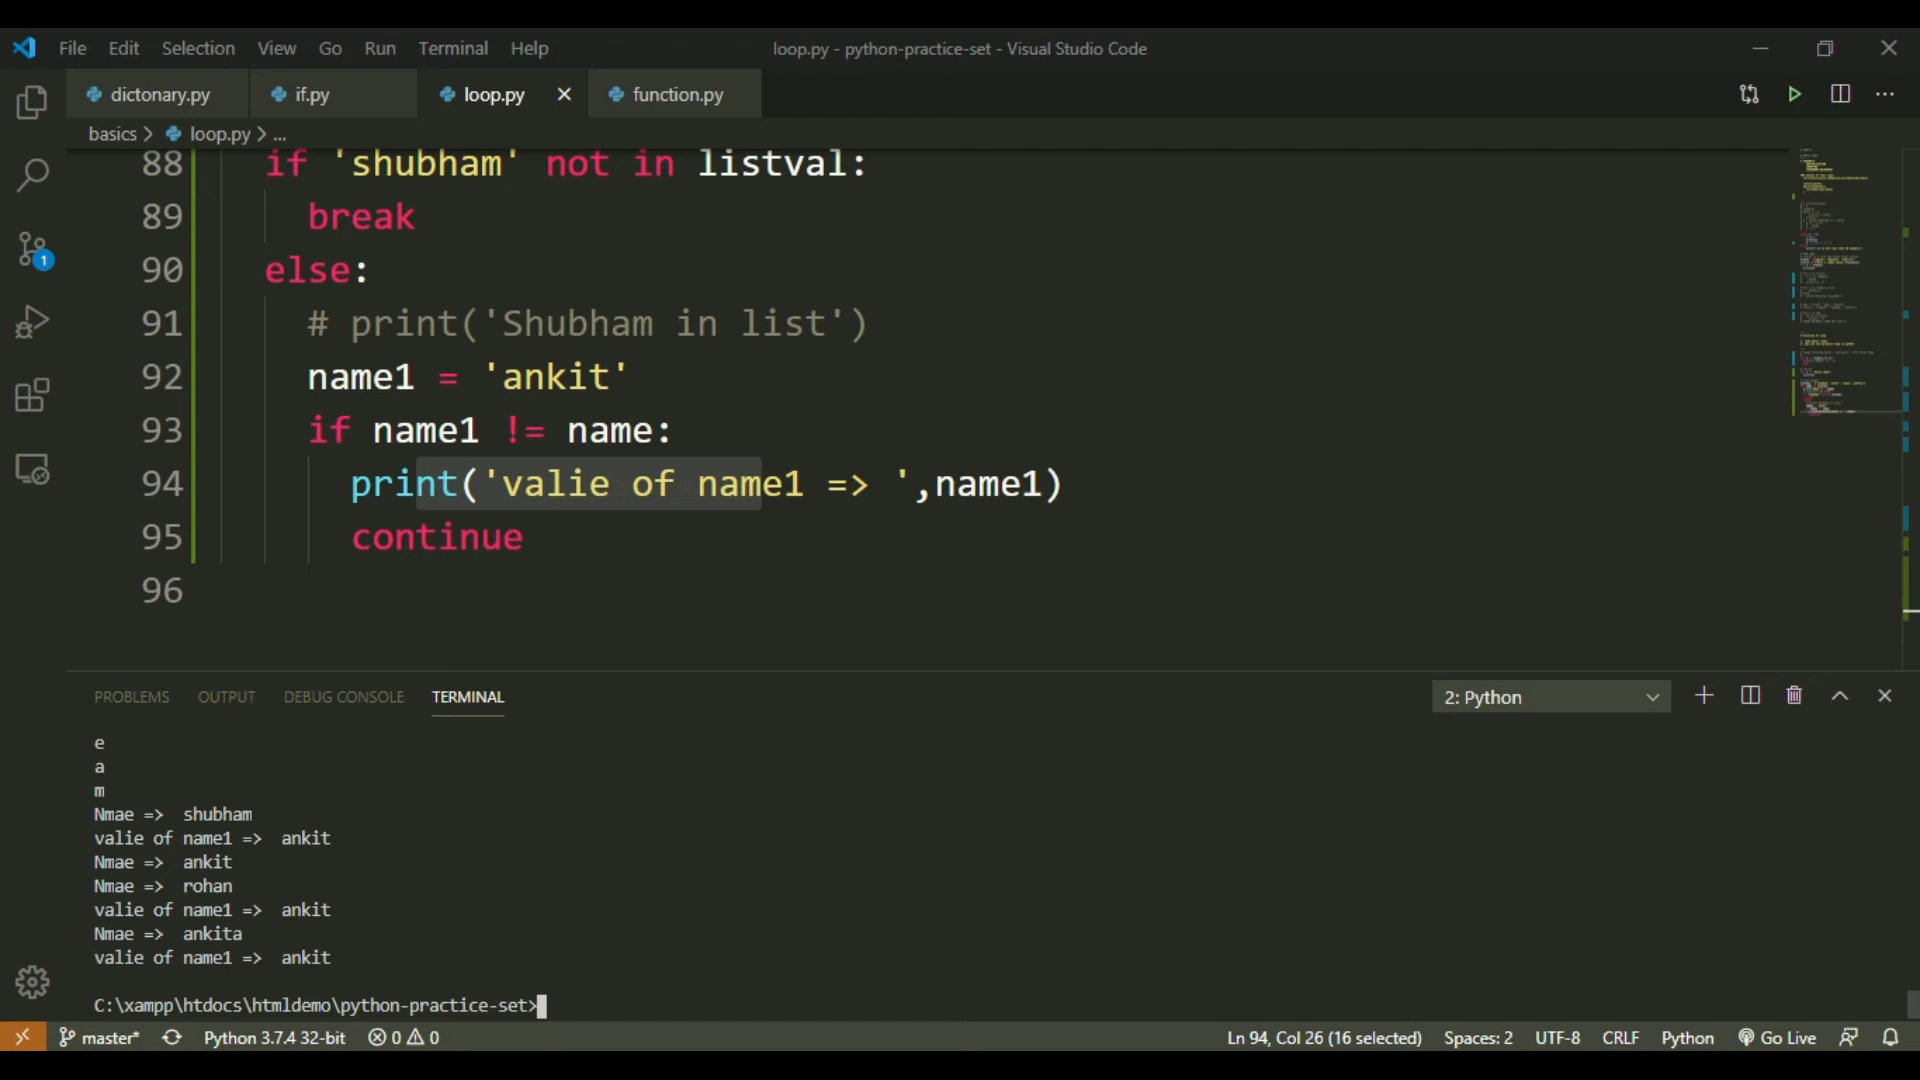 File Edit Selection View Go Run Terminal Help loop.py - python-practice-set - Visual Studio Code
dictonary.py if.py loop.py function.py
basics > loop.py > ...
88 if 'shubham' not in listval:
89 break
90 else:
91 # print('Shubham in list')
92 name1 = 'ankit'
93 if name1 != name:
94 print('valie of name1 => ',name1)
95 continue
96
PROBLEMS OUTPUT DEBUG CONSOLE TERMINAL 2: Python
e
a
m
Nmae => shubham
valie of name1 => ankit
Nmae => ankit
Nmae => rohan
valie of name1 => ankit
Nmae => ankita
valie of name1 => ankit
C:\xampp\htdocs\htmldemo\python-practice-set>
master* Python 3.7.4 32-bit 0 0 Ln 94, Col 26 (16 selected) Spaces: 2 UTF-8 CRLF Python Go Live
1